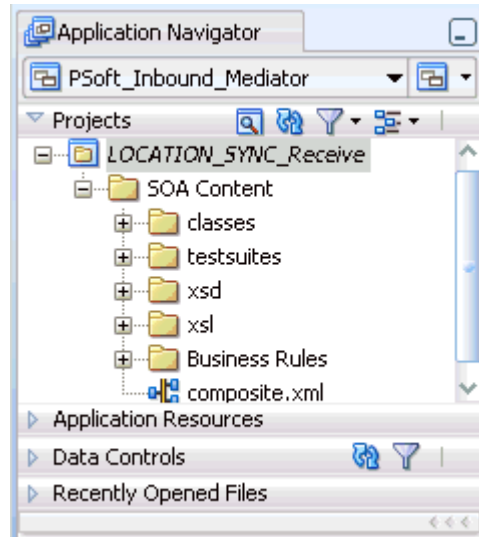 Application Navigator
PSoft_Inbound_Mediator
Projects
LOCATION_SYNC_Receive
SOA Content
classes
testsuites
xsd
xsl
Business Rules
composite.xml
Application Resources
Data Controls
Recently Opened Files